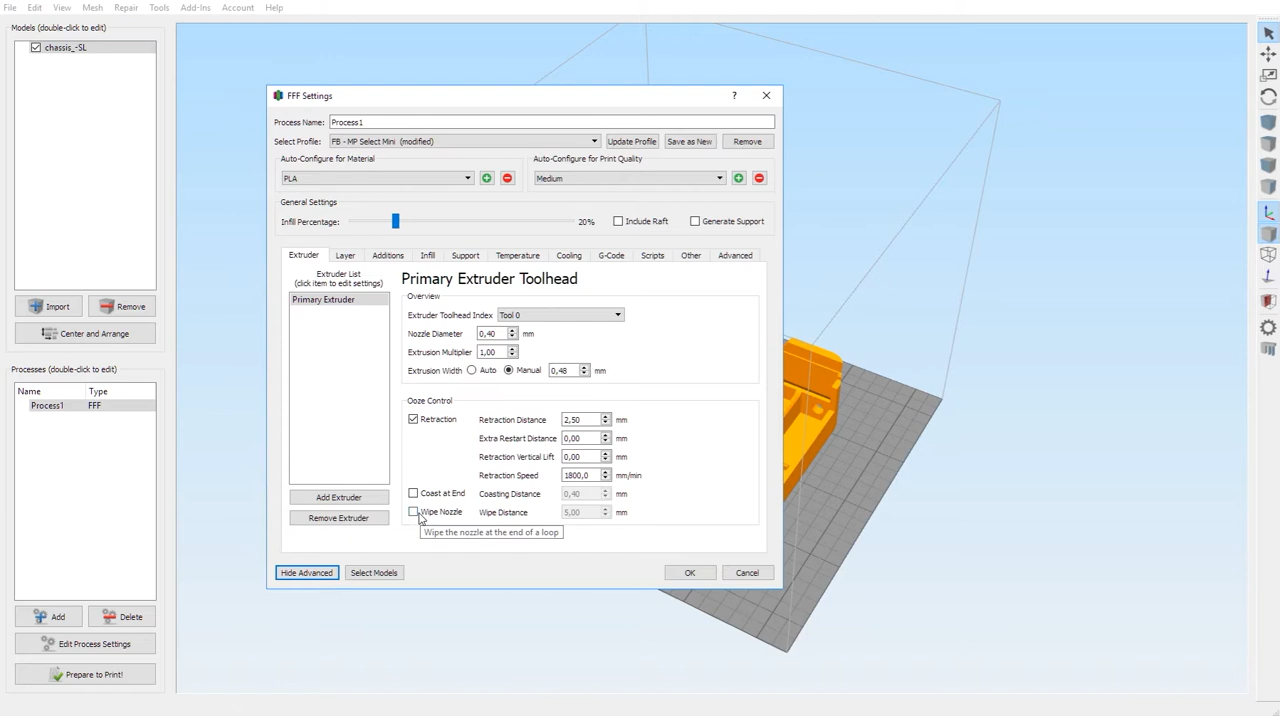 File Edit View Mesh Repair Tools Add-Ins Account Help
Models (double-click to edit)
chassis_-SL
Import Remove
Center and Arrange
Processes (double-click to edit)
Name Type
Process1 FFF
Add Delete
Edit Process Settings
Prepare to Print!
FFF Settings ?
Process Name: Process1
Select Profile: FB - MP Select Mini (modified) Update Profile Save as New Remove
Auto-Configure for Material Auto-Configure for Print Quality
PLA Medium
General Settings
Infill Percentage: 20% Include Raft Generate Support
Extruder Layer Additions Infill Support Temperature Cooling G-Code Scripts Other Advanced
Extruder List
(click item to edit settings)
Primary Extruder
Add Extruder
Remove Extruder
Primary Extruder Toolhead
Overview
Extruder Toolhead Index Tool 0
Nozzle Diameter 0,40 mm
Extrusion Multiplier 1,00
Extrusion Width Auto Manual 0,48 mm
Ooze Control
Retraction Retraction Distance 2,50 mm
Extra Restart Distance 0,00 mm
Retraction Vertical Lift 0,00 mm
Retraction Speed 1800,0 mm/min
Coast at End Coasting Distance 0,40 mm
Wipe Nozzle Wipe Distance 5,00 mm
Wipe the nozzle at the end of a loop
Hide Advanced Select Models OK Cancel